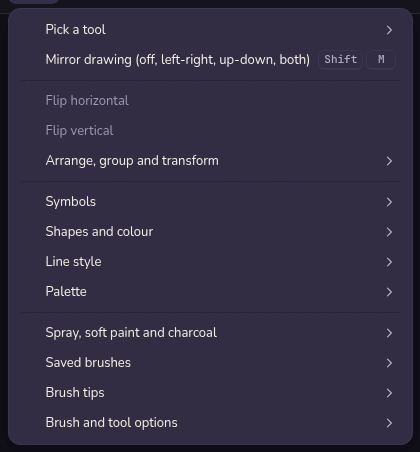 Pick a tool
Mirror drawing (off, left-right, up-down, both) Shift M
Flip horizontal
Flip vertical
Arrange, group and transform
Symbols
Shapes and colour
Line style
Palette
Spray, soft paint and charcoal
Saved brushes
Brush tips
Brush and tool options